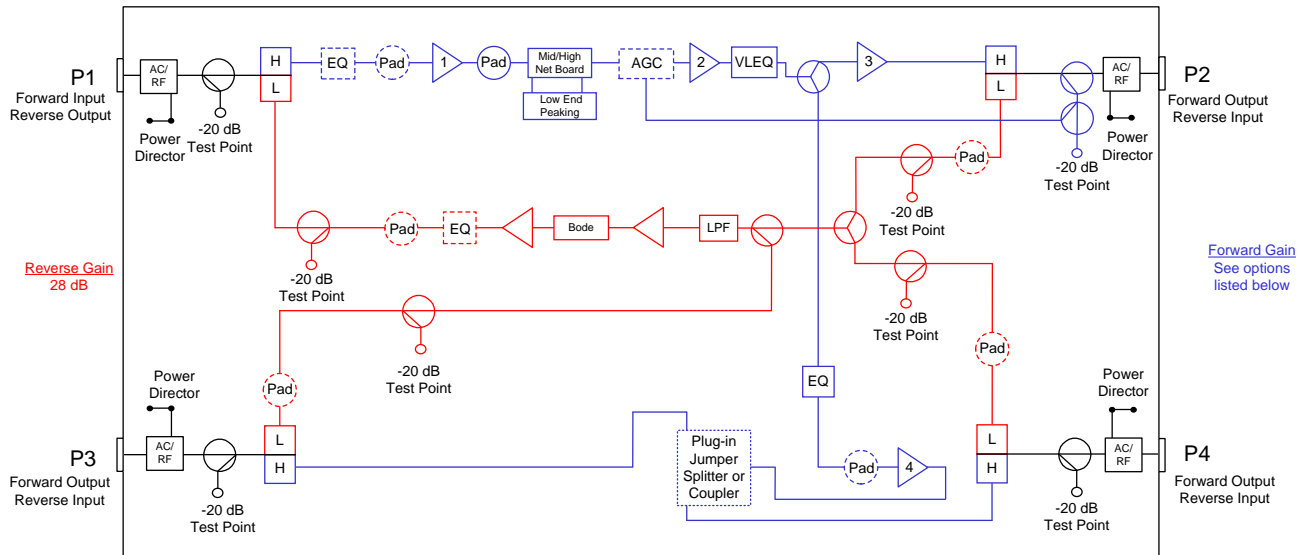 P1
Forward Input
Reverse Output
AC/
RF
Power
Director
-20 dB
Test Point
H
L
EQ
Pad
1
Pad
Mid/High
Net Board
Low End
Peaking
AGC
2
VLEQ
3
H
L
AC/
RF
P2
Forward Output
Reverse Input
-20 dB
Test Point
Power
Director
Pad
-20 dB
Test Point
-20 dB
Test Point
Pad
EQ
Bode
LPF
-20 dB
Test Point
Reverse Gain
28 dB
Forward Gain
See options
listed below
-20 dB
Test Point
Pad
Pad
EQ
Power
Director
Power
Director
P3
Forward Output
Reverse Input
AC/
RF
-20 dB
Test Point
L
H
Plug-in
Jumper
Splitter or
Coupler
Pad
4
L
H
-20 dB
Test Point
AC/
RF
P4
Forward Output
Reverse Input